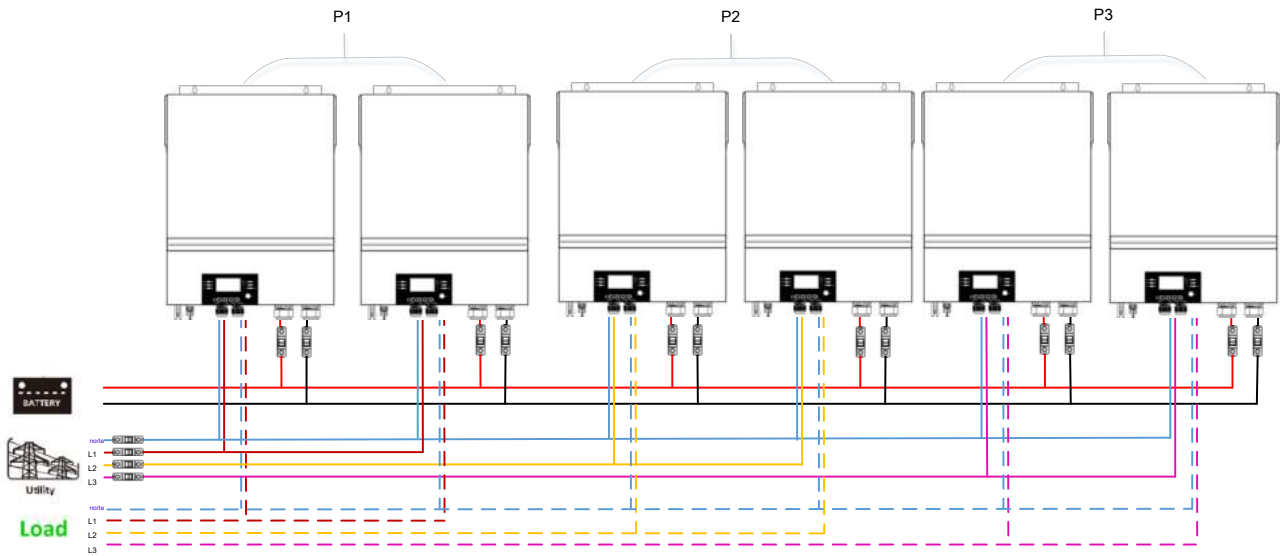 P1
P2
P3
BATTERY
norte
L1
L2
L3
Utility
norte
Load
L1
L2
L3